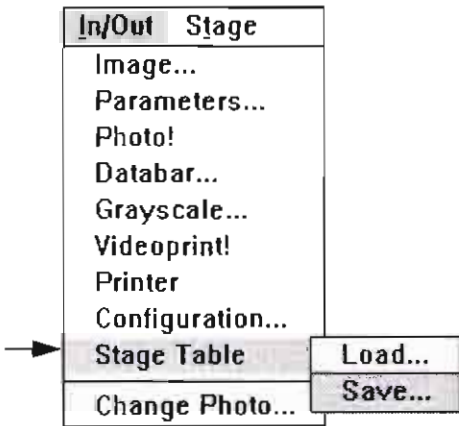 In/Out Stage
Image...
Parameters...
Photo!
Databar...
Grayscale...
Videoprint!
Printer
Configuration...
Stage Table Load...
Change Photo... Save...